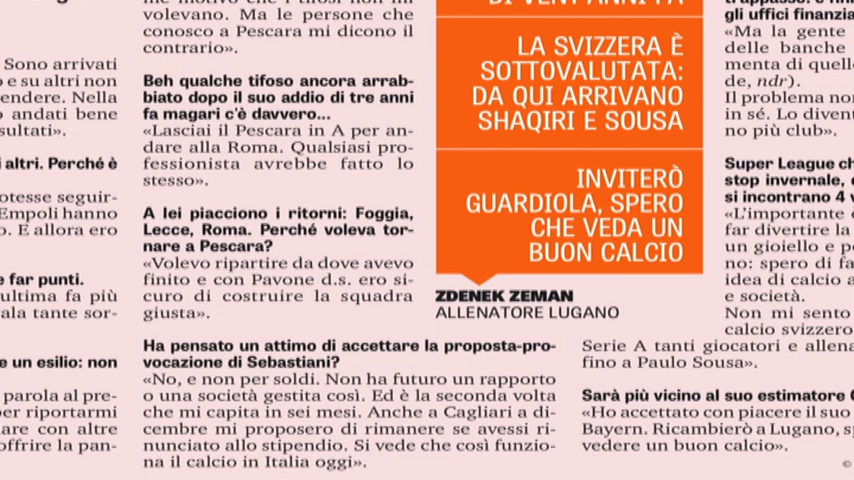 me motivo che i tifosi non mi
volevano. Ma le persone che
conosco a Pescara mi dicono il
contrario».
Beh qualche tifoso ancora arrab-
biato dopo il suo addio di tre anni
fa magari c'è davvero...
«Lasciai il Pescara in A per an-
dare alla Roma. Qualsiasi pro-
fessionista avrebbe fatto lo
stesso».
A lei piacciono i ritorni: Foggia,
Lecce, Roma. Perché voleva tor-
nare a Pescara?
«Volevo ripartire da dove avevo
finito e con Pavone d.s. ero si-
curo di costruire la squadra
giusta».
Ha pensato un attimo di accettare la proposta-pro-
vocazione di Sebastiani?
«No, e non per soldi. Non ha futuro un rapporto
o una società gestita così. Ed è la seconda volta
che mi capita in sei mesi. Anche a Cagliari a di-
cembre mi proposero di rimanere se avessi ri-
nunciato allo stipendio. Si vede che così funzio-
na il calcio in Italia oggi».
Sono arrivati
o e su altri non
endere. Nella
o andati bene
sultati».
i altri. Perché è
otesse seguir-
Empoli hanno
o. E allora ero
e far punti.
ultima fa più
ala tante sor-
e un esilio: non
parola al pre-
per riportarmi
are con altre
offrire la pan-
DI VENT'ANNI FA
LA SVIZZERA È
SOTTOVALUTATA:
DA QUI ARRIVANO
SHAQIRI E SOUSA
INVITERÒ
GUARDIOLA, SPERO
CHE VEDA UN
BUON CALCIO
ZDENEK ZEMAN
ALLENATORE LUGANO
gli uffici finanzia
«Ma la gente
delle banche
menta di quell
de, ndr).
Il problema no
in sé. Lo divent
no più club».
Super League ch
stop invernale,
si incontrano 4 v
«L'importante è
far divertire la
un gioiello e p
no: spero di fa
idea di calcio a
e società.
Non mi sento
calcio svizzero
Serie A tanti giocatori e allena
fino a Paulo Sousa».
Sarà più vicino al suo estimatore
«Ho accettato con piacere il suo
Bayern. Ricambierò a Lugano, sp
vedere un buon calcio».
©